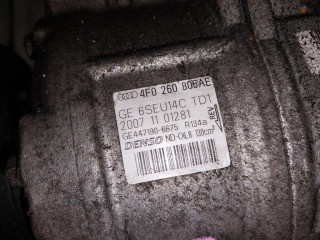 4F0 260 805AE
GE 6SEU14C TD1
2007 11 01281
GE447180-6675 R134a
DENSO ND-OIL8 120cm³